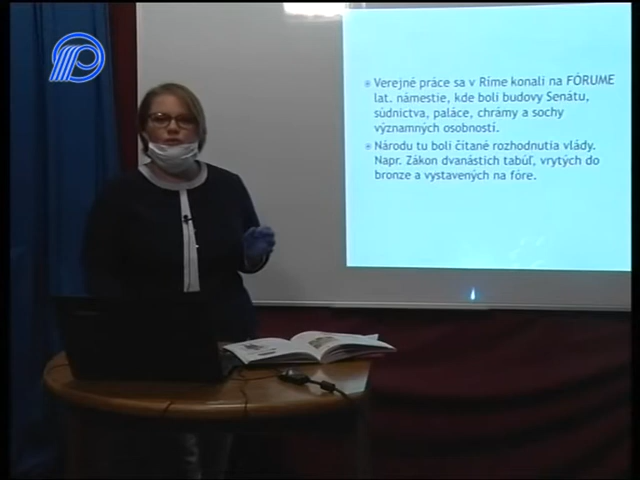 Verejné práce sa v Ríme konali na FÓRUME
lat. námestie, kde boli budovy Senátu,
súdnictva, paláce, chrámy a sochy
významných osobností.
Národu tu boli čítané rozhodnutia vlády.
Napr. Zákon dvanástich tabúľ, vrytých do
bronze a vystavených na fóre.